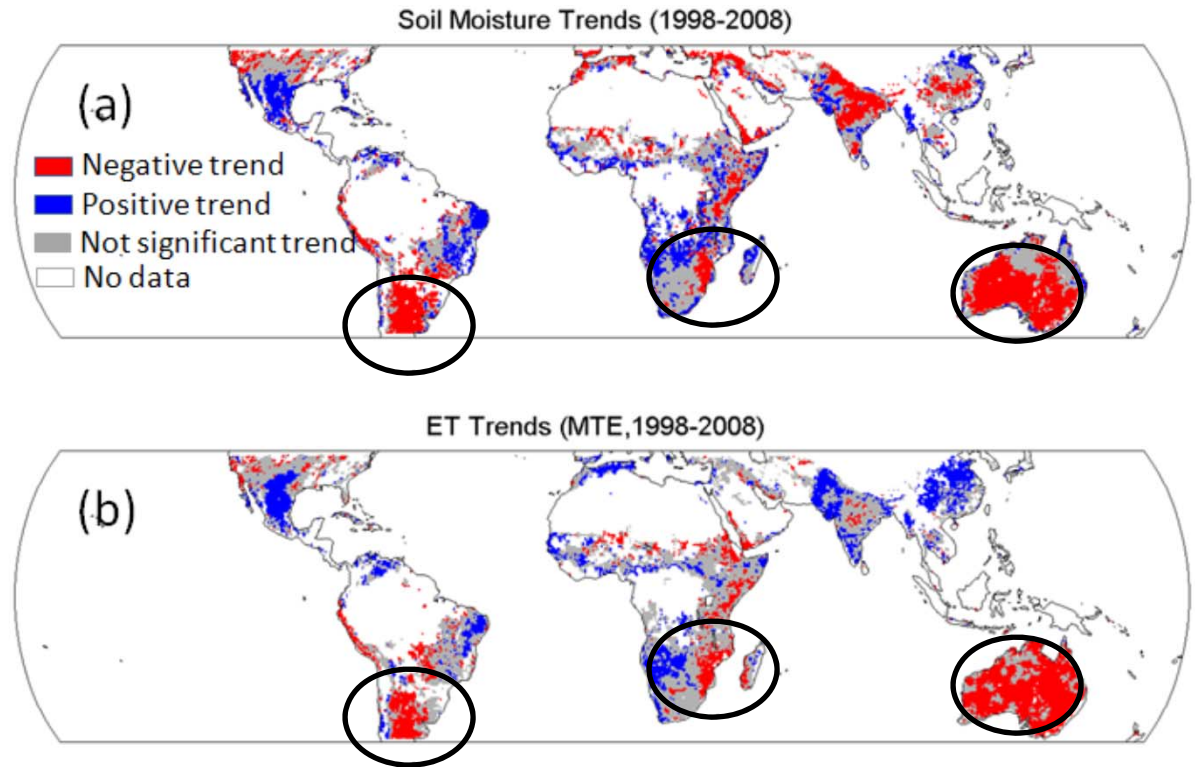 Soil Moisture Trends (1998-2008)
(a)
Negative trend
Positive trend
Not significant trend
No data
ET Trends (MTE,1998-2008)
(b)